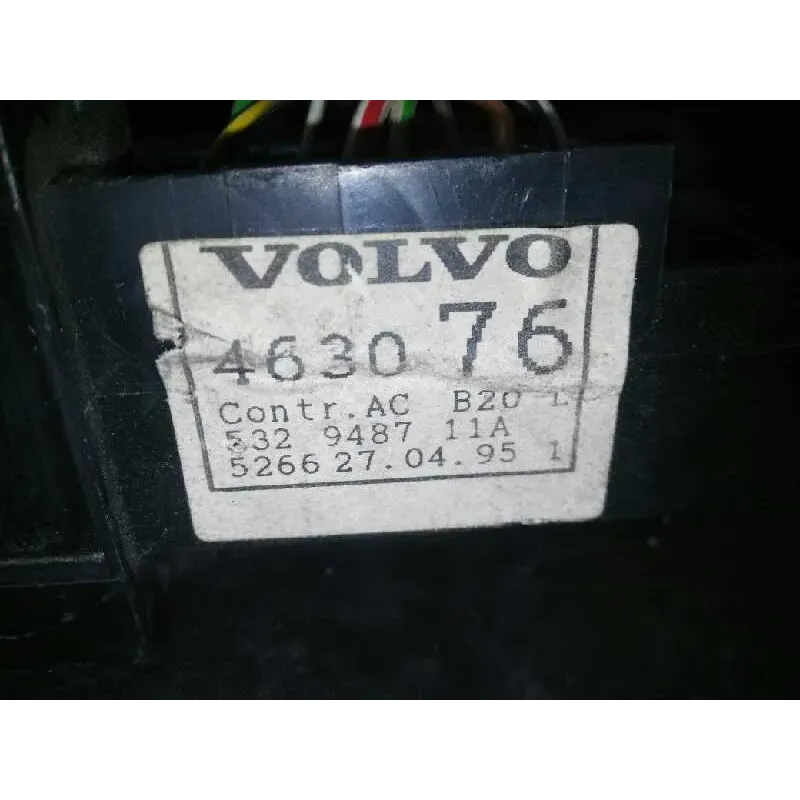 VOLVO
4630 76
Contr.AC B20 L
532 9487 11A
5266 27.04.95 1